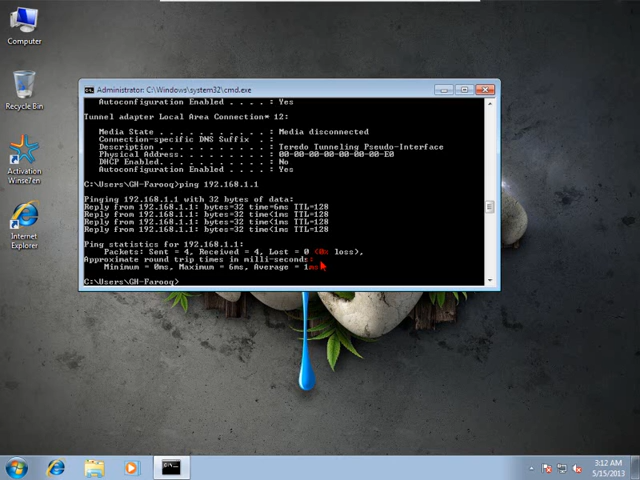 Computer
Recycle Bin
Activation
Winse7en
Internet
Explorer
Administrator: C:\Windows\system32\cmd.exe
Autoconfiguration Enabled . . . . : Yes
Tunnel adapter Local Area Connection* 12:
Media State . . . . . . . . . . . : Media disconnected
Connection-specific DNS Suffix  . :
Description . . . . . . . . . . . : Teredo Tunneling Pseudo-Interface
Physical Address. . . . . . . . . : 00-00-00-00-00-00-00-E0
DHCP Enabled. . . . . . . . . . . : No
Autoconfiguration Enabled . . . . : Yes
C:\Users\GH-Farooq>ping 192.168.1.1
Pinging 192.168.1.1 with 32 bytes of data:
Reply from 192.168.1.1: bytes=32 time=6ms TTL=128
Reply from 192.168.1.1: bytes=32 time<1ms TTL=128
Reply from 192.168.1.1: bytes=32 time<1ms TTL=128
Reply from 192.168.1.1: bytes=32 time<1ms TTL=128
Ping statistics for 192.168.1.1:
Packets: Sent = 4, Received = 4, Lost = 0 (0% loss),
Approximate round trip times in milli-seconds:
Minimum = 0ms, Maximum = 6ms, Average = 1ms
C:\Users\GH-Farooq>
3:12 AM
5/15/2013